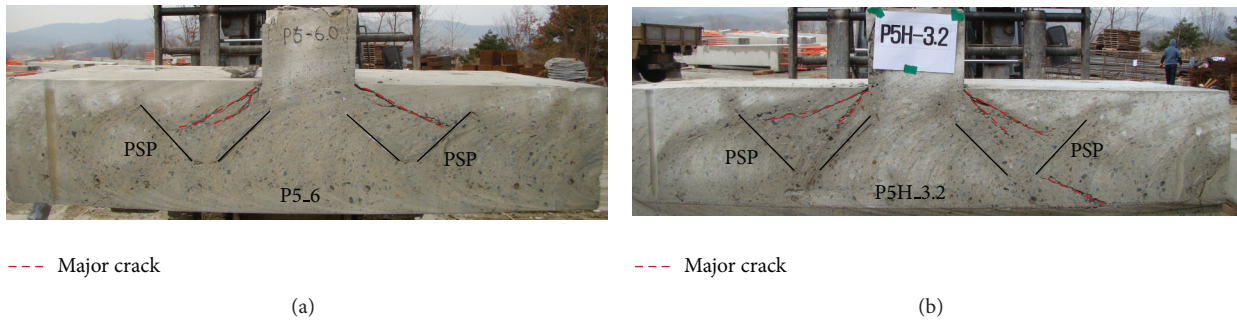 P5-6.0
PSP
PSP
P5_6
Major crack
(a)
P5H-3.2
PSP
PSP
P5H_3.2
Major crack
(b)